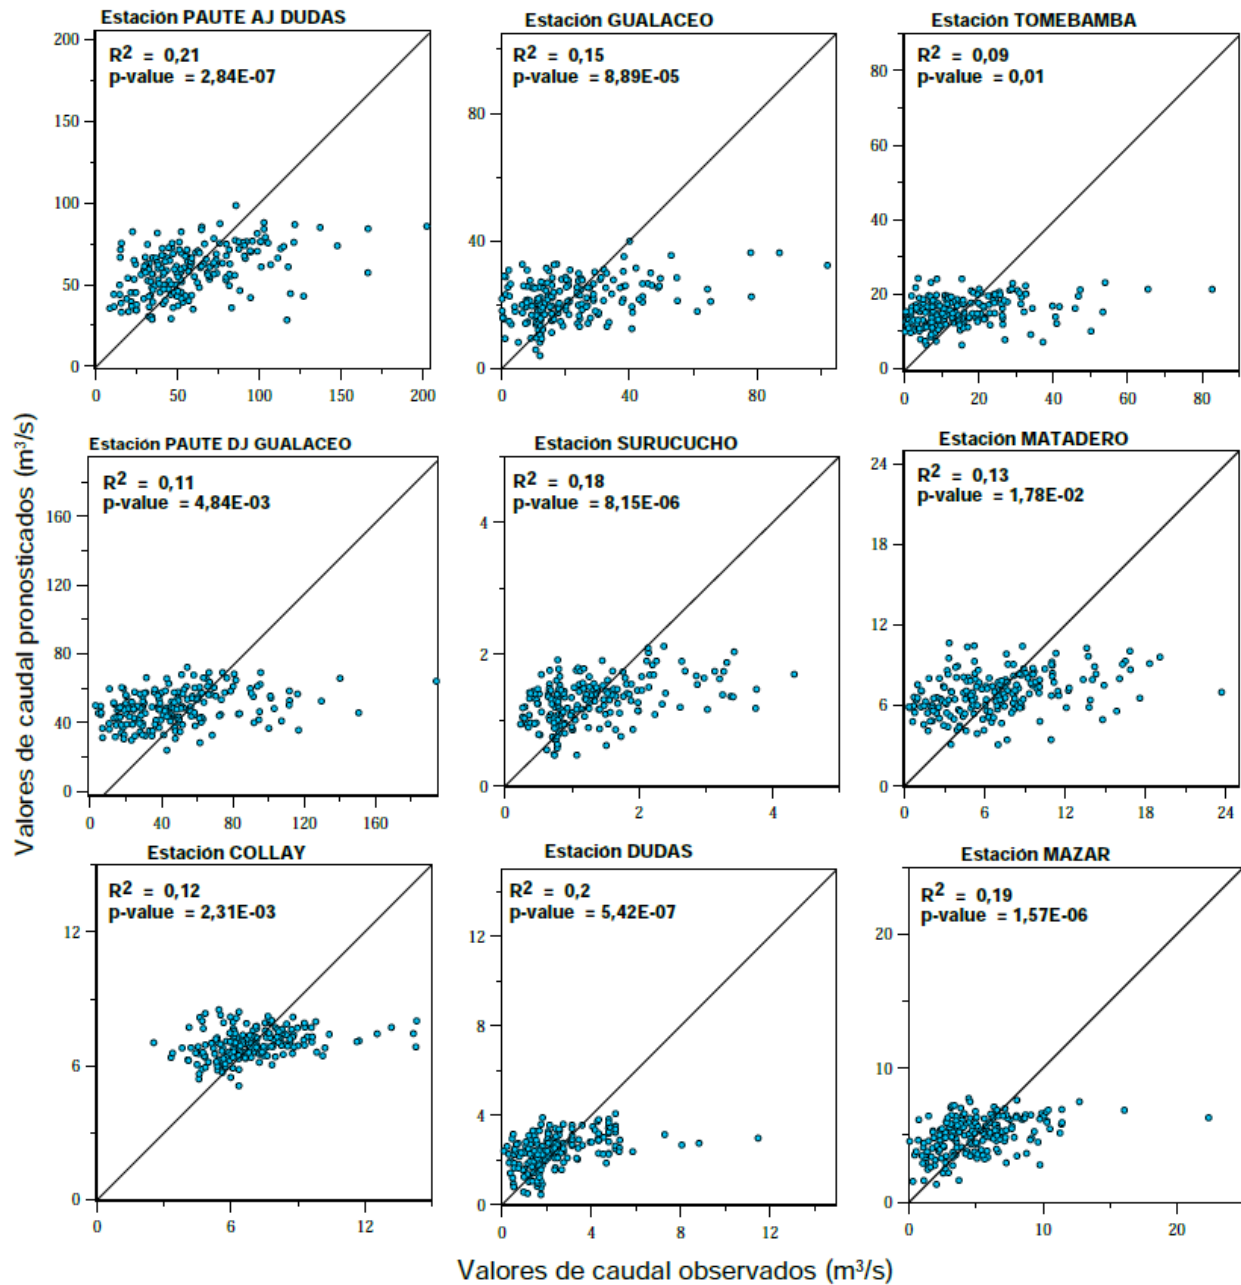 Estación PAUTE AJ DUDAS
R² = 0,21
p-value = 2,84E-07
200
150
100
50
0
0 50 100 150 200
Estación GUALACEO
R² = 0,15
p-value = 8,89E-05
80
40
0
0 40 80
Estación TOMEBAMBA
R² = 0,09
p-value = 0,01
80
60
40
20
0
0 20 40 60 80
Valores de caudal pronosticados (m³/s)
Estación PAUTE DJ GUALACEO
R² = 0,11
p-value = 4,84E-03
160
120
80
40
0
0 40 80 120 160
Estación SURUCUCHO
R² = 0,18
p-value = 8,15E-06
4
2
0
0 2 4
Estación MATADERO
R² = 0,13
p-value = 1,78E-02
24
18
12
6
0
0 6 12 18 24
Estación COLLAY
R² = 0,12
p-value = 2,31E-03
12
6
0
0 6 12
Estación DUDAS
R² = 0,2
p-value = 5,42E-07
12
8
4
0
0 4 8 12
Estación MAZAR
R² = 0,19
p-value = 1,57E-06
20
10
0
0 10 20
Valores de caudal observados (m³/s)